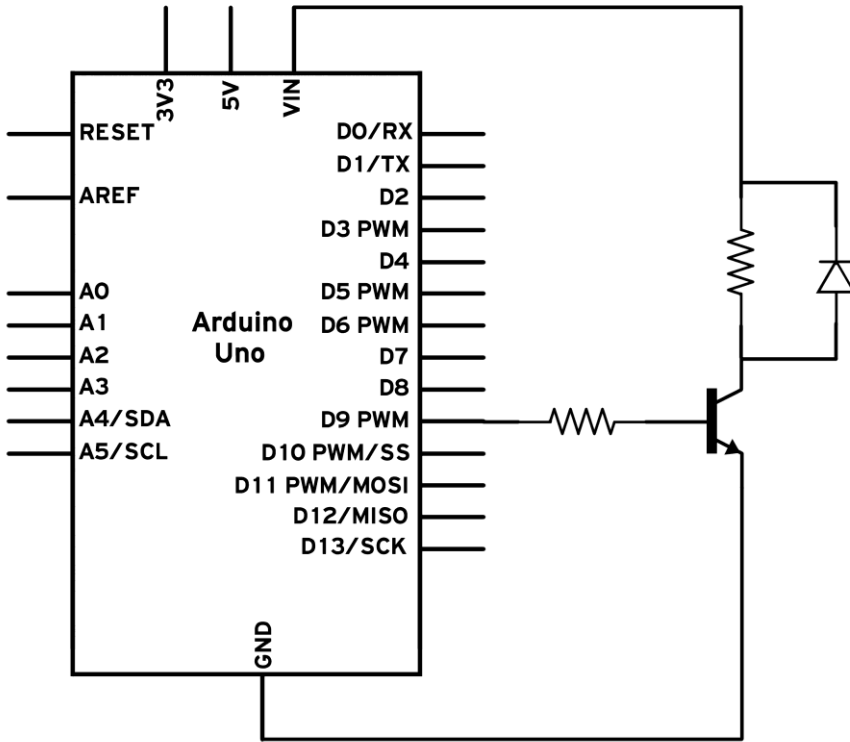 3V3
5V
VIN
RESET
AREF
A0
A1
A2
A3
A4/SDA
A5/SCL
Arduino
Uno
D0/RX
D1/TX
D2
D3 PWM
D4
D5 PWM
D6 PWM
D7
D8
D9 PWM
D10 PWM/SS
D11 PWM/MOSI
D12/MISO
D13/SCK
GND